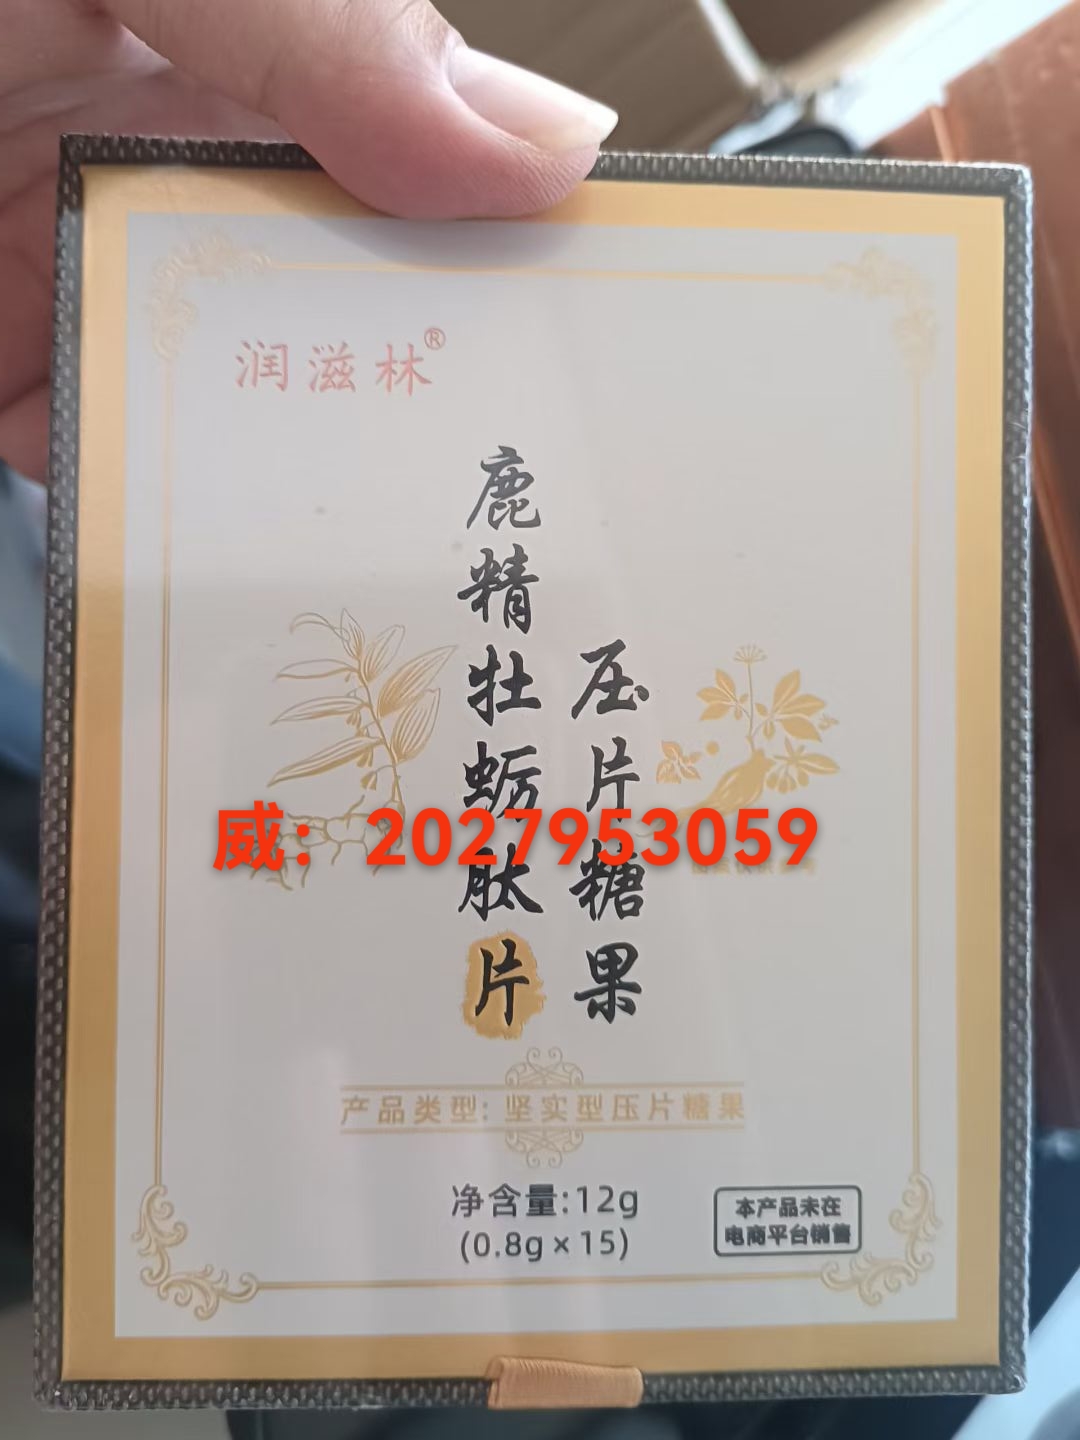 润滋林®
鹿精牡蛎肽片
压片糖果
威：2027953059
产品类型：坚实型压片糖果
净含量:12g
(0.8g×15)
本产品未在
电商平台销售